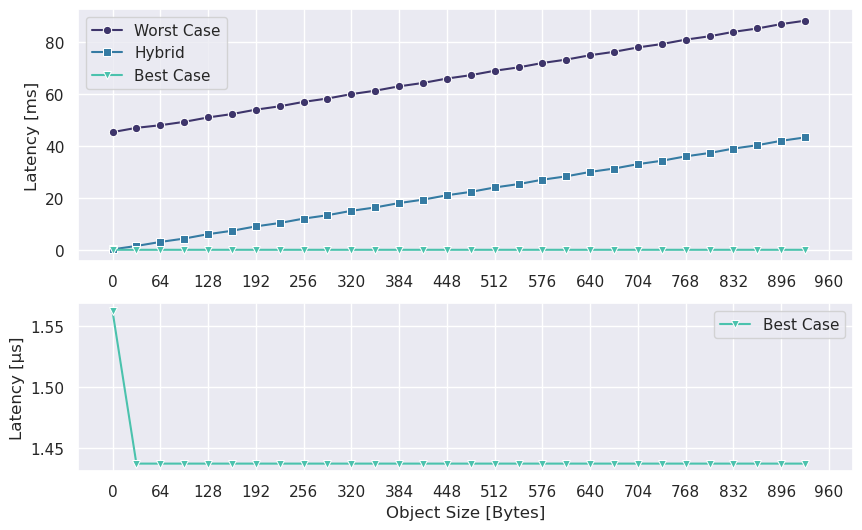 Worst Case
Hybrid
Best Case
Latency [ms]
80
60
40
20
0
0 64 128 192 256 320 384 448 512 576 640 704 768 832 896 960
Best Case
Latency [μs]
1.55
1.50
1.45
0 64 128 192 256 320 384 448 512 576 640 704 768 832 896 960
Object Size [Bytes]